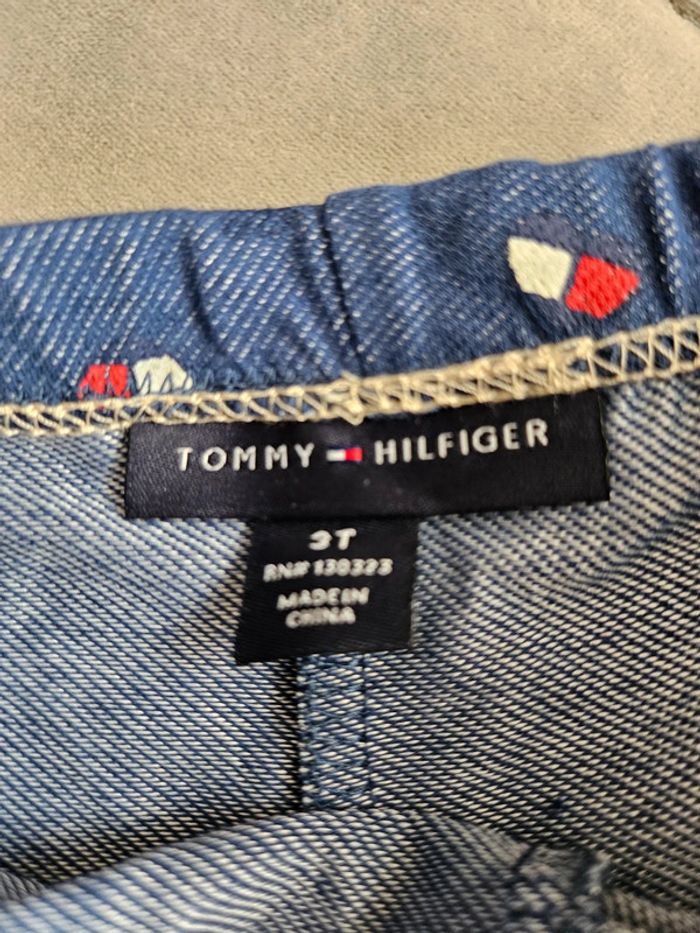 TOMMY HILFIGER
3T
RN# 138323
MADE IN
CHINA